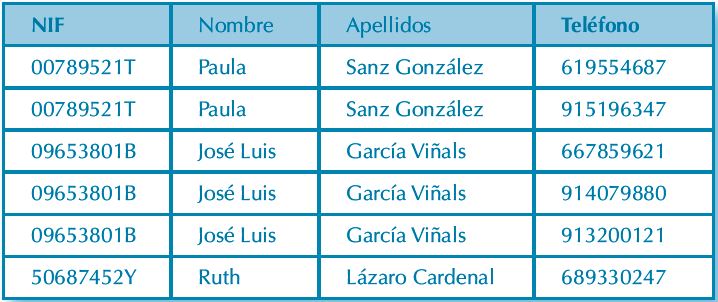 NIF Nombre Apellidos Teléfono
00789521T Paula Sanz González 619554687
00789521T Paula Sanz González 915196347
09653801B José Luis García Viñals 667859621
09653801B José Luis García Viñals 914079880
09653801B José Luis García Viñals 913200121
50687452Y Ruth Lázaro Cardenal 689330247